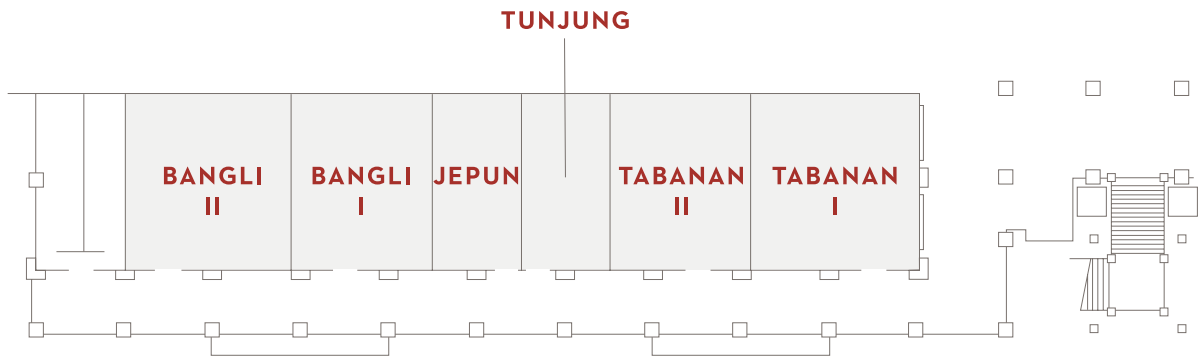 TUNJUNG
BANGLI
II
BANGLI
I
JEPUN
TABANAN
II
TABANAN
I